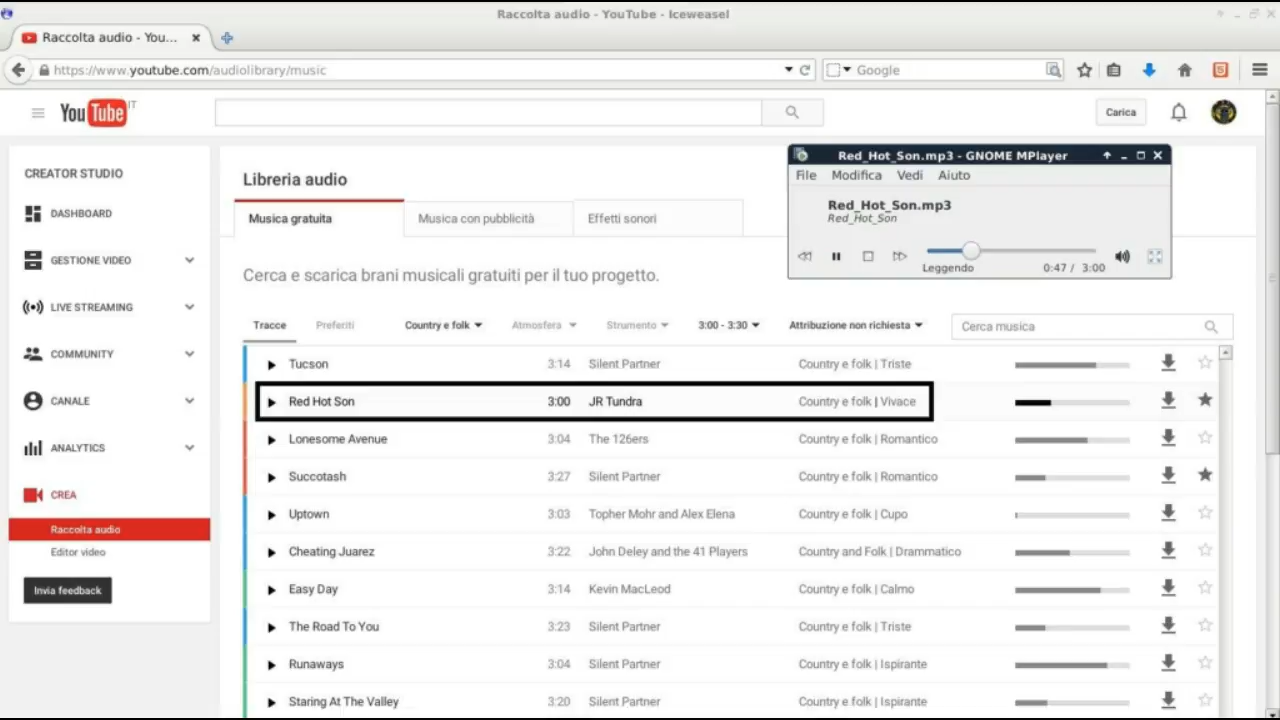 Raccolta audio - YouTube - Iceweasel
Raccolta audio - You...
https://www.youtube.com/audiolibrary/music
Google
YouTube IT
Carica
CREATOR STUDIO
DASHBOARD
GESTIONE VIDEO
LIVE STREAMING
COMMUNITY
CANALE
ANALYTICS
CREA
Raccolta audio
Editor video
Invia feedback
Libreria audio
Musica gratuita Musica con pubblicità Effetti sonori
Cerca e scarica brani musicali gratuiti per il tuo progetto.
Red_Hot_Son.mp3 - GNOME MPlayer
File Modifica Vedi Aiuto
Red_Hot_Son.mp3
Red_Hot_Son
Leggendo 0:47 / 3:00
Tracce Preferiti Country e folk Atmosfera Strumento 3:00 - 3:30 Attribuzione non richiesta Cerca musica
Tucson 3:14 Silent Partner Country e folk | Triste
Red Hot Son 3:00 JR Tundra Country e folk | Vivace
Lonesome Avenue 3:04 The 126ers Country e folk | Romantico
Succotash 3:27 Silent Partner Country e folk | Romantico
Uptown 3:03 Topher Mohr and Alex Elena Country e folk | Cupo
Cheating Juarez 3:22 John Deley and the 41 Players Country and Folk | Drammatico
Easy Day 3:14 Kevin MacLeod Country e folk | Calmo
The Road To You 3:23 Silent Partner Country e folk | Triste
Runaways 3:04 Silent Partner Country e folk | Ispirante
Staring At The Valley 3:20 Silent Partner Country e folk | Ispirante